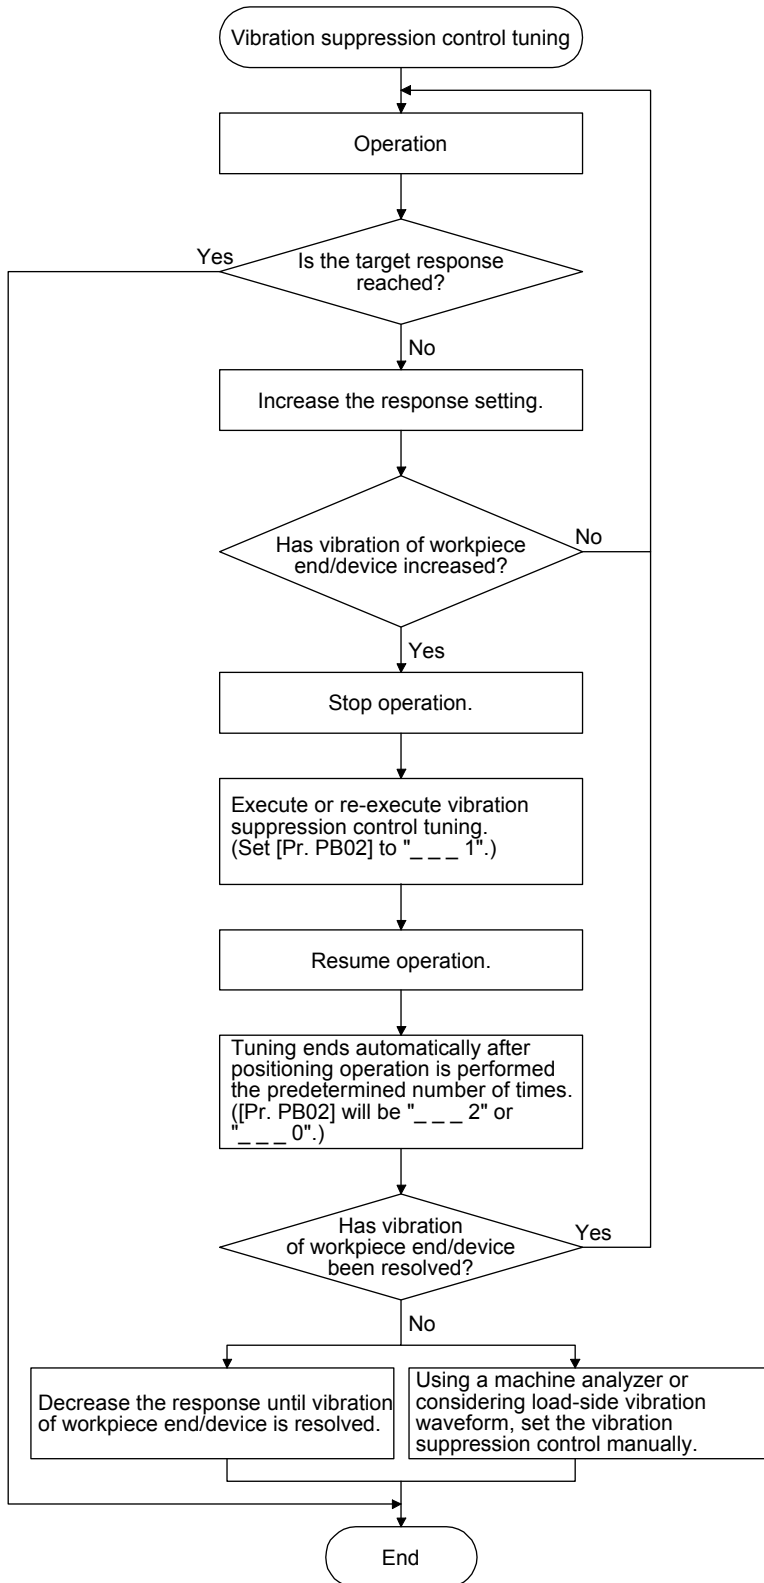 Vibration suppression control tuning
Operation
Yes
Is the target response
reached?
No
Increase the response setting.
Has vibration of workpiece
end/device increased?
No
Yes
Stop operation.
Execute or re-execute vibration
suppression control tuning.
(Set [Pr. PB02] to "_ _ _ 1".)
Resume operation.
Tuning ends automatically after
positioning operation is performed
the predetermined number of times.
([Pr. PB02] will be "_ _ _ 2" or
"_ _ _ 0".)
Has vibration
of workpiece end/device
been resolved?
Yes
No
Decrease the response until vibration
of workpiece end/device is resolved.
Using a machine analyzer or
considering load-side vibration
waveform, set the vibration
suppression control manually.
End